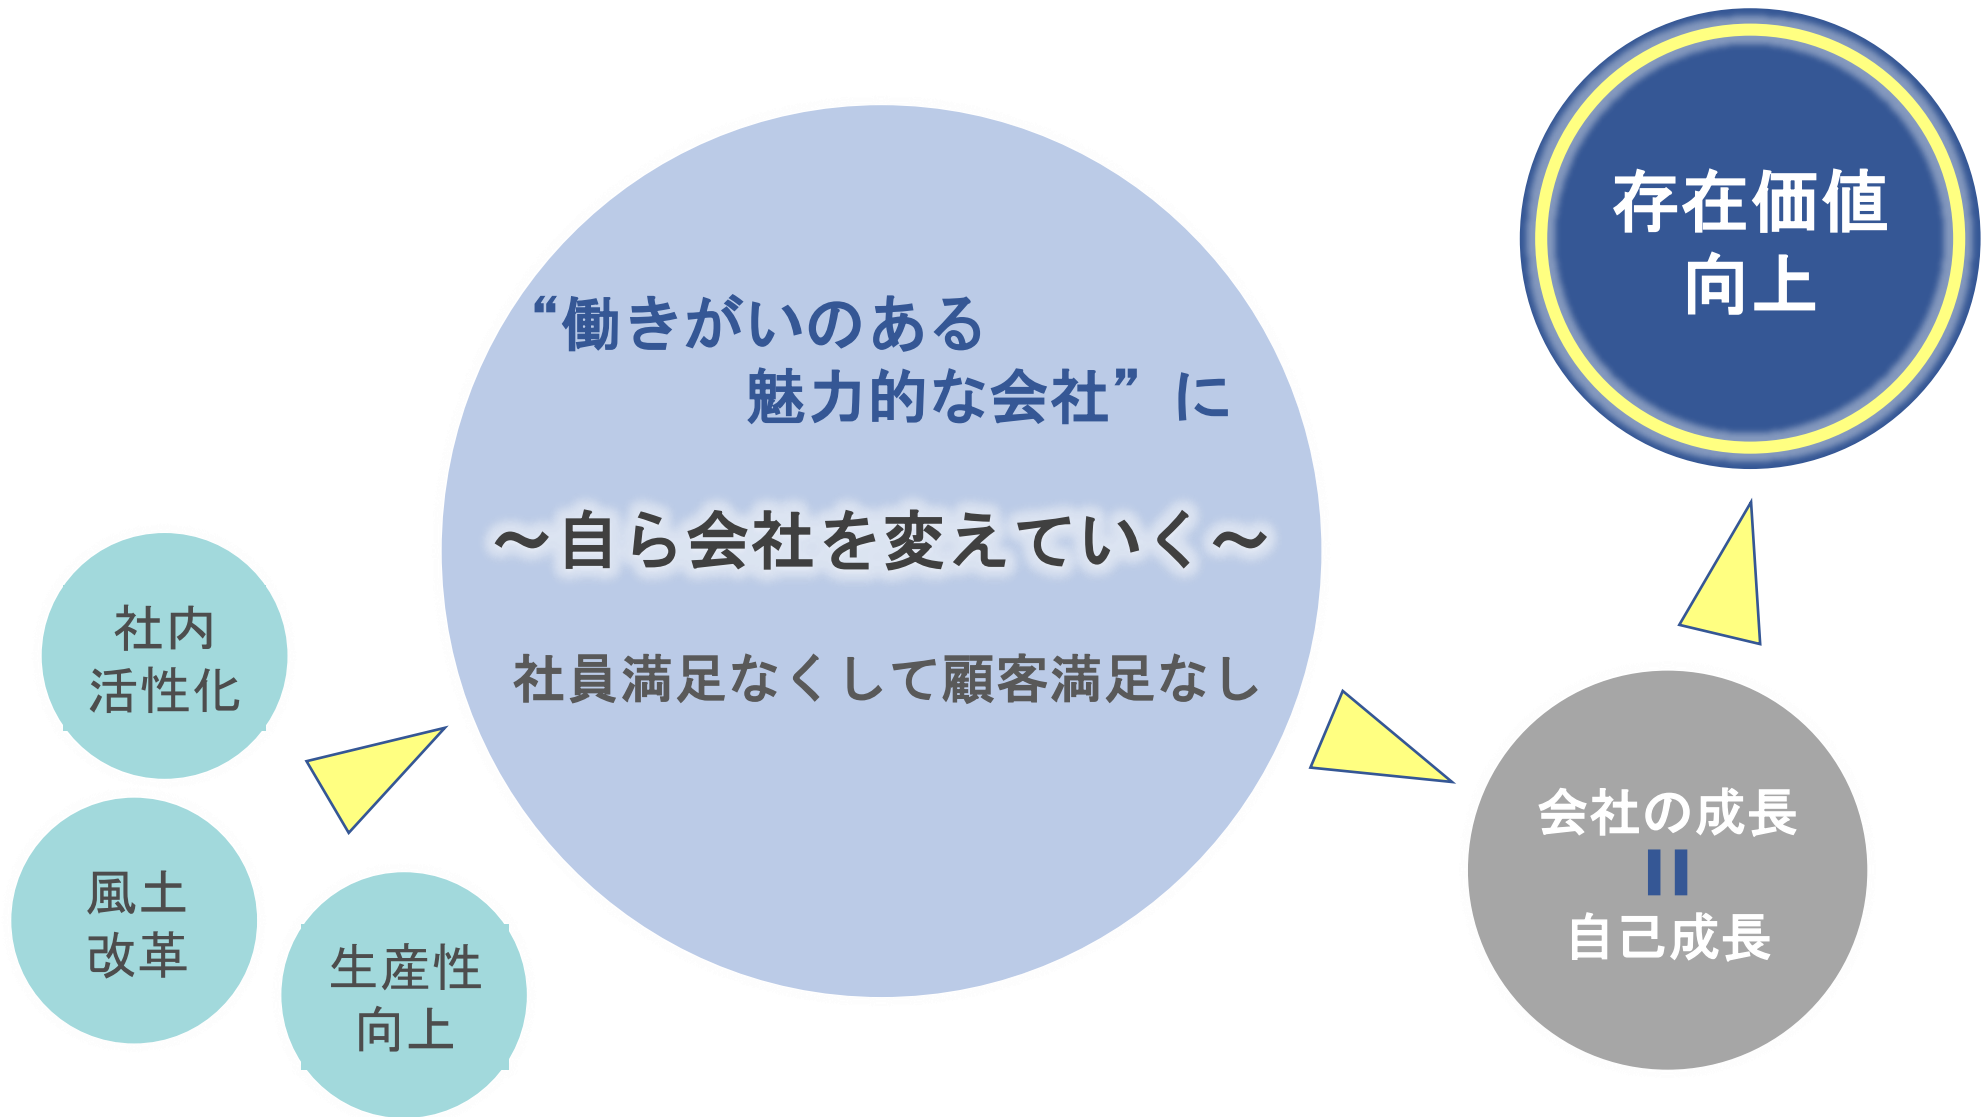 存在価値
向上
“働きがいのある
魅力的な会社”に
～自ら会社を変えていく～
社員満足なくして顧客満足なし
社内
活性化
風土
改革
生産性
向上
会社の成長
=
自己成長